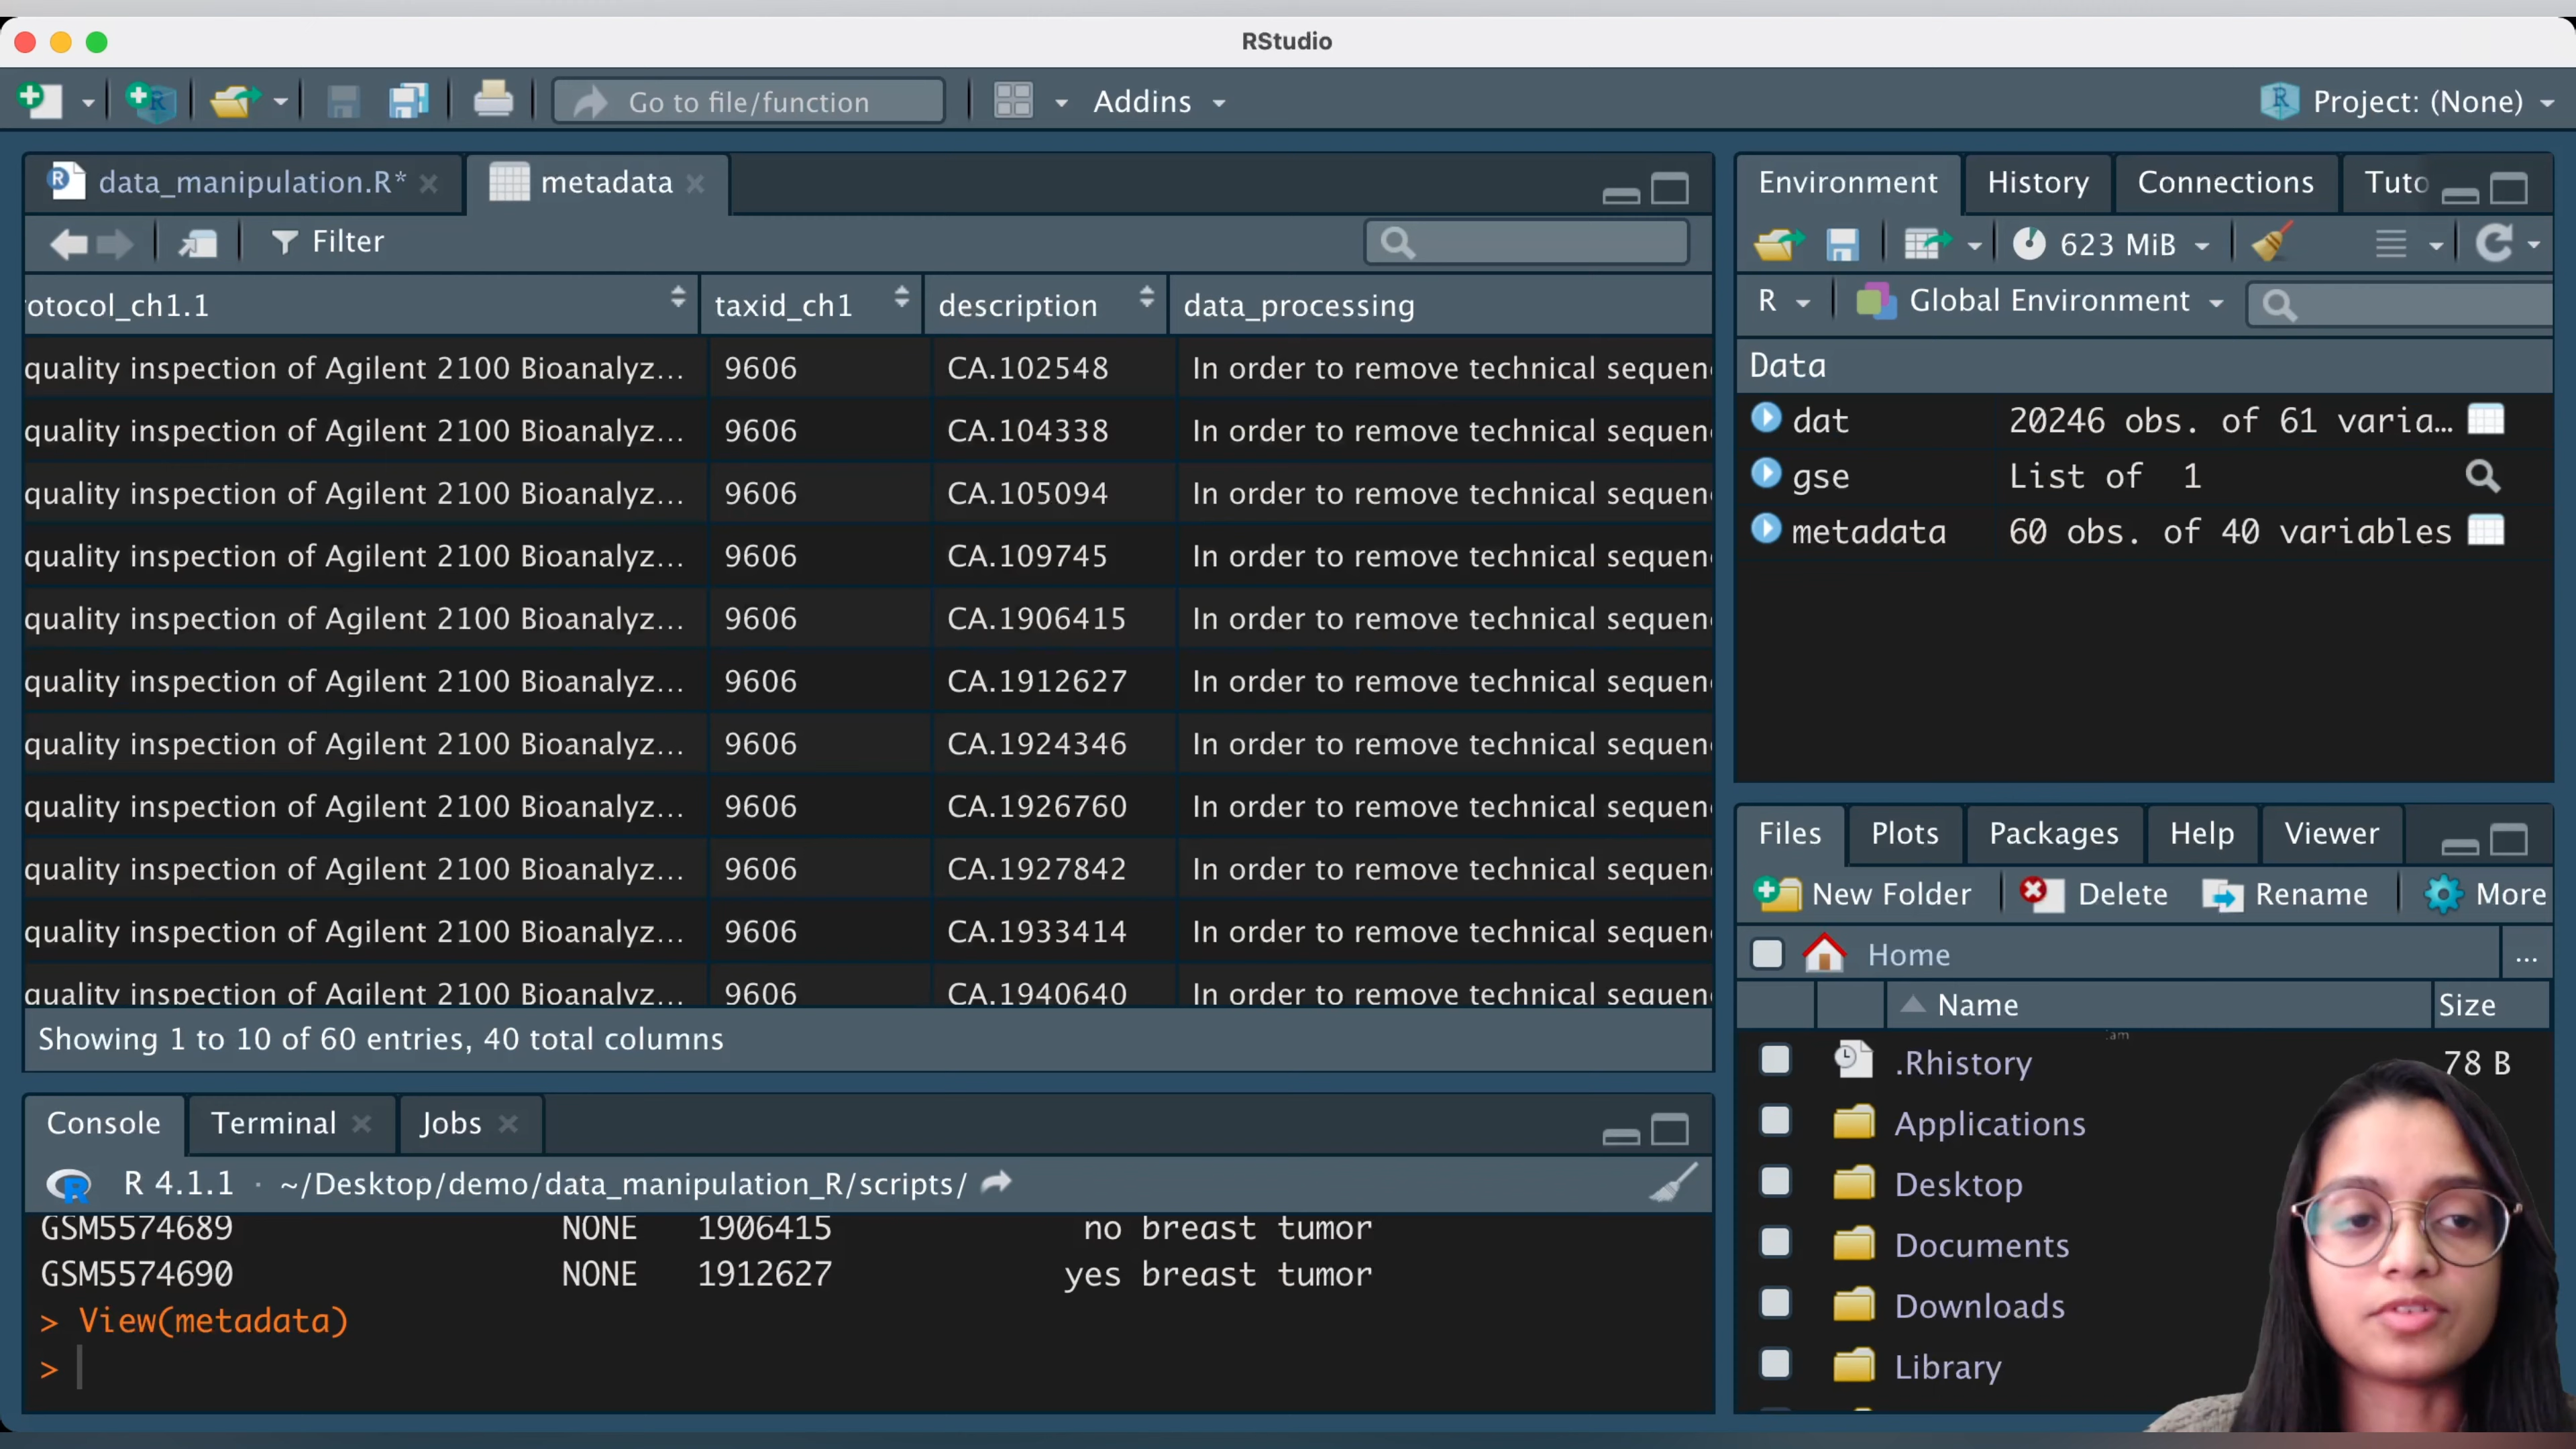 RStudio
Go to file/function
Addins
Project: (None)
data_manipulation.R*
metadata
Filter
otocol_ch1.1 taxid_ch1 description data_processing
quality inspection of Agilent 2100 Bioanalyz... 9606 CA.102548 In order to remove technical sequen
quality inspection of Agilent 2100 Bioanalyz... 9606 CA.104338 In order to remove technical sequen
quality inspection of Agilent 2100 Bioanalyz... 9606 CA.105094 In order to remove technical sequen
quality inspection of Agilent 2100 Bioanalyz... 9606 CA.109745 In order to remove technical sequen
quality inspection of Agilent 2100 Bioanalyz... 9606 CA.1906415 In order to remove technical sequen
quality inspection of Agilent 2100 Bioanalyz... 9606 CA.1912627 In order to remove technical sequen
quality inspection of Agilent 2100 Bioanalyz... 9606 CA.1924346 In order to remove technical sequen
quality inspection of Agilent 2100 Bioanalyz... 9606 CA.1926760 In order to remove technical sequen
quality inspection of Agilent 2100 Bioanalyz... 9606 CA.1927842 In order to remove technical sequen
quality inspection of Agilent 2100 Bioanalyz... 9606 CA.1933414 In order to remove technical sequen
quality inspection of Agilent 2100 Bioanalyz... 9606 CA.1940640 In order to remove technical sequen
Showing 1 to 10 of 60 entries, 40 total columns
Console Terminal Jobs
R 4.1.1 · ~/Desktop/demo/data_manipulation_R/scripts/
GSM5574689 NONE 1906415 no breast tumor
GSM5574690 NONE 1912627 yes breast tumor
> View(metadata)
>
Environment History Connections Tuto
623 MiB
R Global Environment
Data
dat 20246 obs. of 61 varia...
gse List of 1
metadata 60 obs. of 40 variables
Files Plots Packages Help Viewer
New Folder Delete Rename More
Home ...
Name Size
.Rhistory 78 B
Applications
Desktop
Documents
Downloads
Library